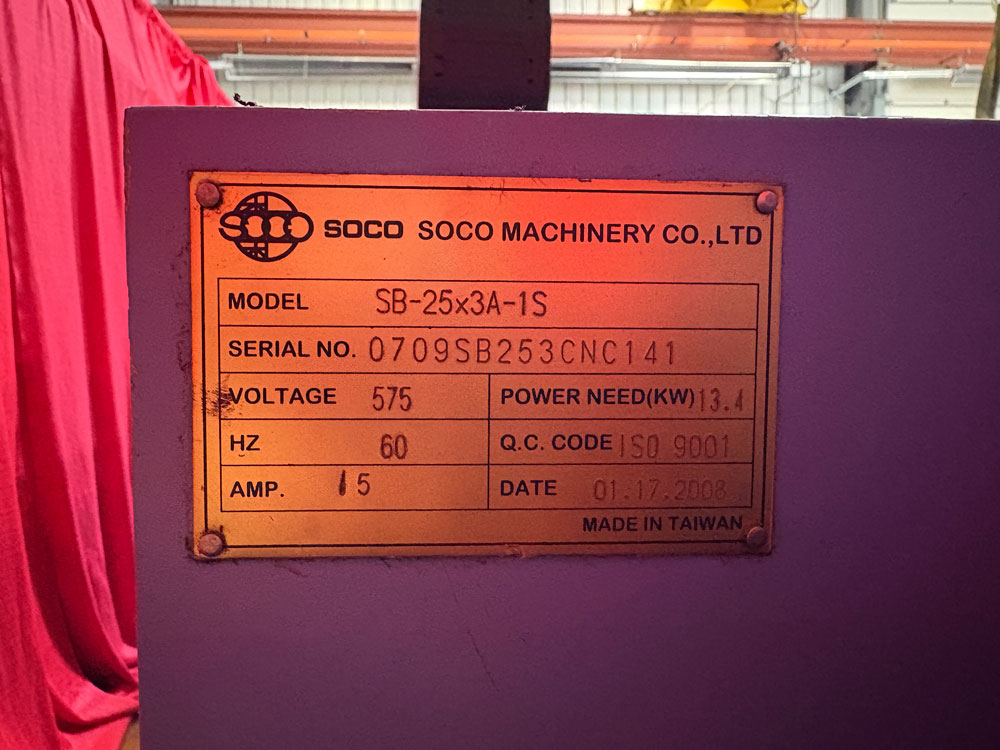 SOCO SOCO SOCO MACHINERY CO.,LTD
MODEL SB-25x3A-1S
SERIAL NO. 0709SB253CNC141
VOLTAGE 575 POWER NEED(KW) 13.4
HZ 60 Q.C. CODE ISO 9001
AMP. 15 DATE 01.17.2008
MADE IN TAIWAN